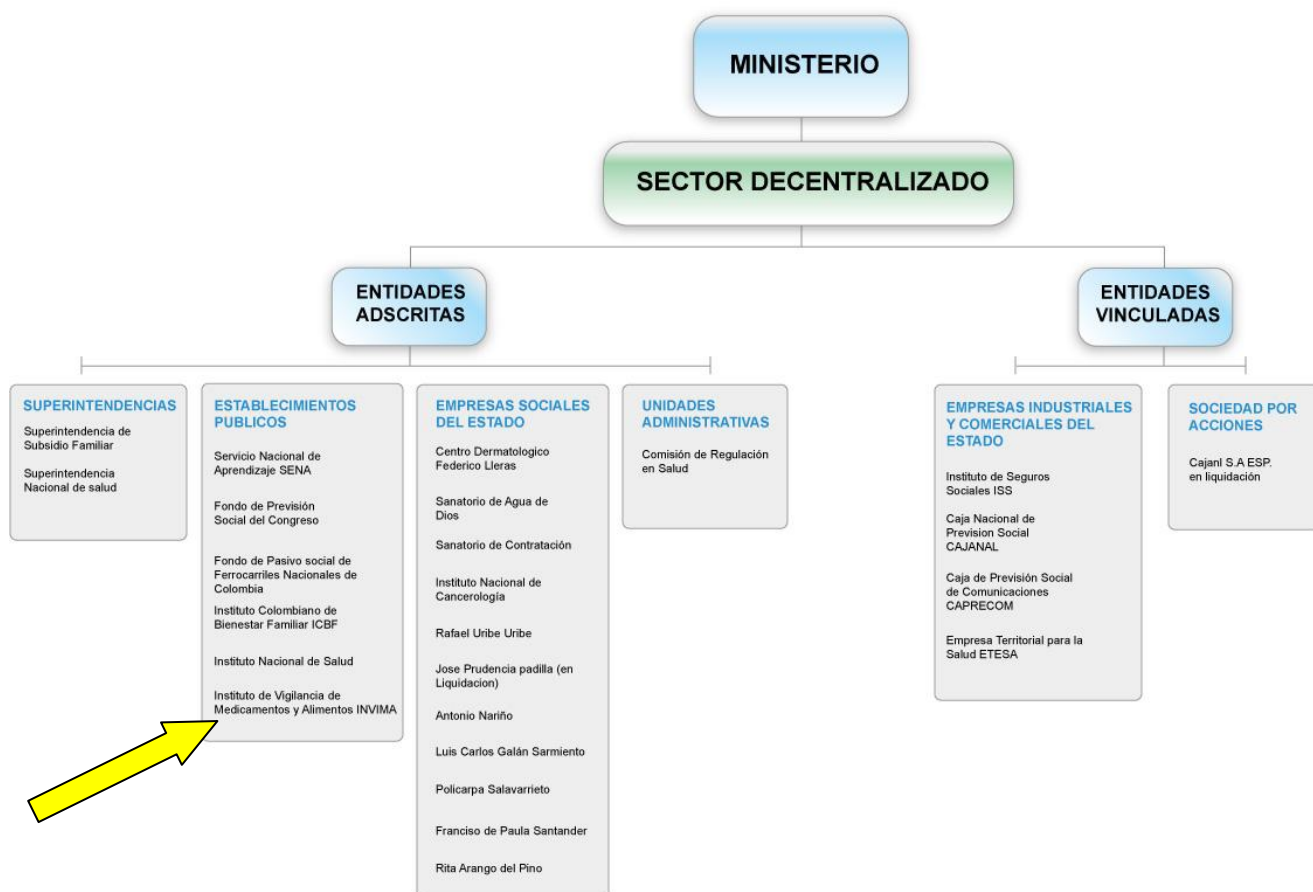 MINISTERIO
SECTOR DECENTRALIZADO
ENTIDADES
ADSCRITAS
ENTIDADES
VINCULADAS
SUPERINTENDENCIAS
Superintendencia de
Subsidio Familiar
Superintendencia
Nacional de salud
ESTABLECIMIENTOS
PUBLICOS
Servicio Nacional de
Aprendizaje SENA
Fondo de Previsión
Social del Congreso
Fondo de Pasivo social de
Ferrocarriles Nacionales de
Colombia
Instituto Colombiano de
Bienestar Familiar ICBF
Instituto Nacional de Salud
Instituto de Vigilancia de
Medicamentos y Alimentos INVIMA
EMPRESAS SOCIALES
DEL ESTADO
Centro Dermatologico
Federico Lleras
Sanatorio de Agua de
Dios
Sanatorio de Contratación
Instituto Nacional de
Cancerología
Rafael Uribe Uribe
Jose Prudencia padilla (en
Liquidacion)
Antonio Nariño
Luis Carlos Galán Sarmiento
Policarpa Salavarrieto
Franciso de Paula Santander
Rita Arango del Pino
UNIDADES
ADMINISTRATIVAS
Comisión de Regulación
en Salud
EMPRESAS INDUSTRIALES
Y COMERCIALES DEL
ESTADO
Instituto de Seguros
Sociales ISS
Caja Nacional de
Prevision Social
CAJANAL
Caja de Previsión Social
de Comunicaciones
CAPRECOM
Empresa Territorial para la
Salud ETESA
SOCIEDAD POR
ACCIONES
Cajanl S.A ESP.
en liquidación